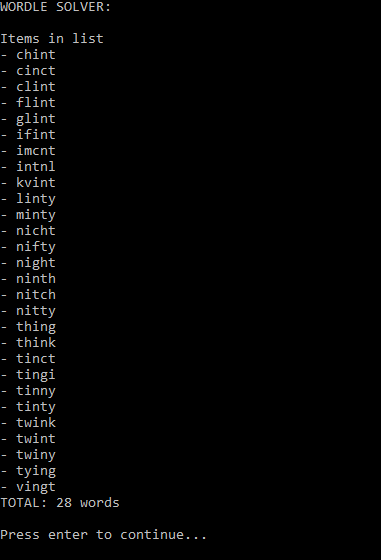 WORDLE SOLVER:
Items in list
- chint
- cinct
- clint
- flint
- glint
- ifint
- imcnt
- intnl
- kvint
- linty
- minty
- nicht
- nifty
- night
- ninth
- nitch
- nitty
- thing
- think
- tinct
- tingi
- tinny
- tinty
- twink
- twint
- twiny
- tying
- vingt
TOTAL: 28 words
Press enter to continue...